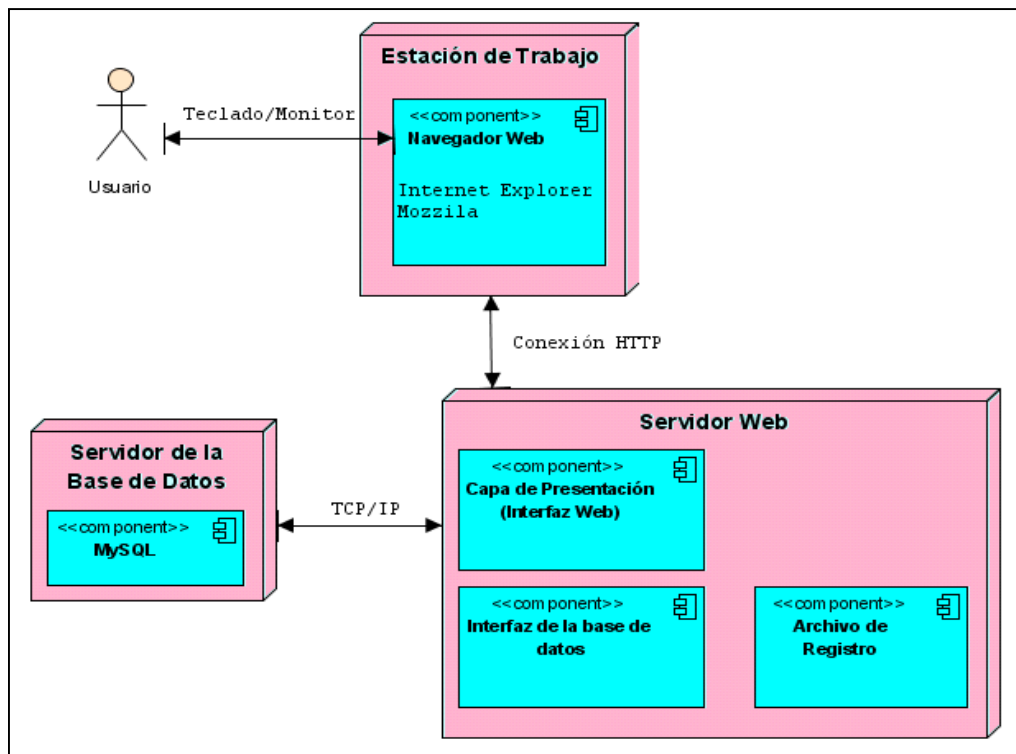 Estación de Trabajo
<<component>>
Navegador Web
Internet Explorer
Mozzila
Teclado/Monitor
Usuario
Conexión HTTP
Servidor Web
<<component>>
Capa de Presentación
(Interfaz Web)
<<component>>
Interfaz de la base de
datos
<<component>>
Archivo de
Registro
TCP/IP
Servidor de la
Base de Datos
<<component>>
MySQL